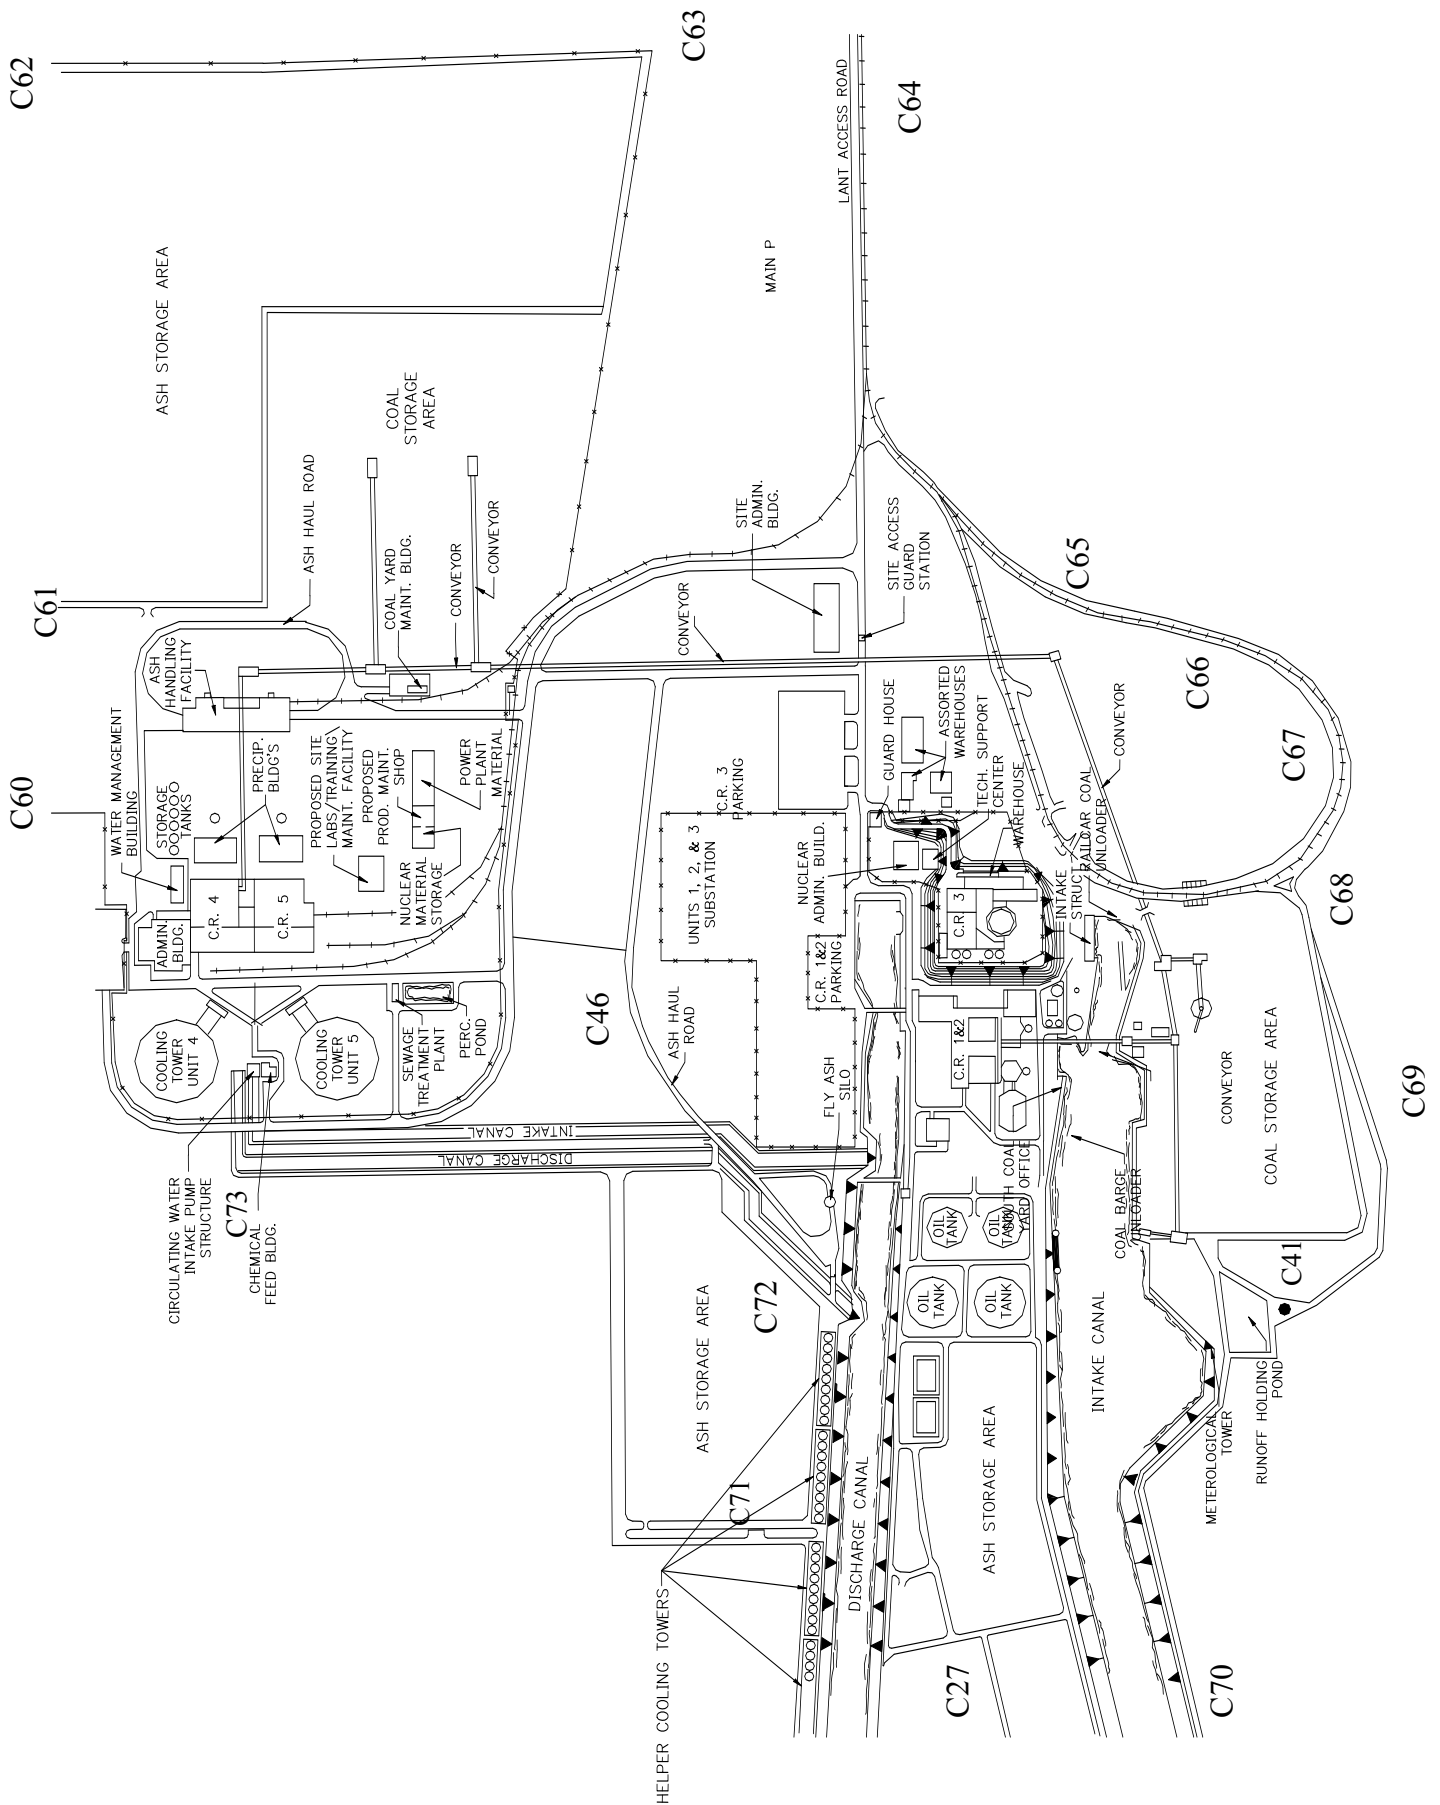 C62
C63
C64
LANT ACCESS ROAD
MAIN P
ASH STORAGE AREA
COAL
STORAGE
AREA
C61
ASH HAUL ROAD
ASH
HANDLING
FACILITY
COAL YARD
MAINT. BLDG.
CONVEYOR
CONVEYOR
SITE
ADMIN.
BLDG.
SITE ACCESS
GUARD
STATION
C65
CONVEYOR
C66
C60
WATER MANAGEMENT
BUILDING
STORAGE
TANKS
PRECIP.
BLDG'S
PROPOSED SITE
LABS/TRAINING\
MAINT. FACILITY
PROPOSED
PROD. MAINT.
SHOP
POWER
PLANT
MATERIAL
NUCLEAR
MATERIAL
STORAGE
C.R. 3
PARKING
UNITS 1, 2, & 3
SUBSTATION
GUARD HOUSE
ASSORTED
WAREHOUSES
TECH. SUPPORT
CENTER
WAREHOUSE
NUCLEAR
ADMIN. BUILD.
CONVEYOR
C67
RAILCAR COAL
UNLOADER
INTAKE
STRUCT
C68
ADMIN.
BLDG.
C.R. 4
C.R. 5
C.R. 3
C.R. 1&2
PARKING
C.R. 1&2
COOLING
TOWER
UNIT 4
COOLING
TOWER
UNIT 5
SEWAGE
TREATMENT
PLANT
PERC.
POND
C46
ASH HAUL
ROAD
FLY ASH
SILO
CONVEYOR
COAL STORAGE AREA
C69
INTAKE CANAL
DISCHARGE CANAL
CIRCULATING WATER
INTAKE PUMP
STRUCTURE
C73
CHEMICAL
FEED BLDG.
SOUTH COAL
YARD OFFICE
OIL
TANK
OIL
TANK
OIL
TANK
OIL
TANK
COAL BARGE
UNLOADER
C41
C72
ASH STORAGE AREA
INTAKE CANAL
RUNOFF HOLDING
POND
METEROLOGICAL
TOWER
C71
DISCHARGE CANAL
ASH STORAGE AREA
HELPER COOLING TOWERS
C27
C70